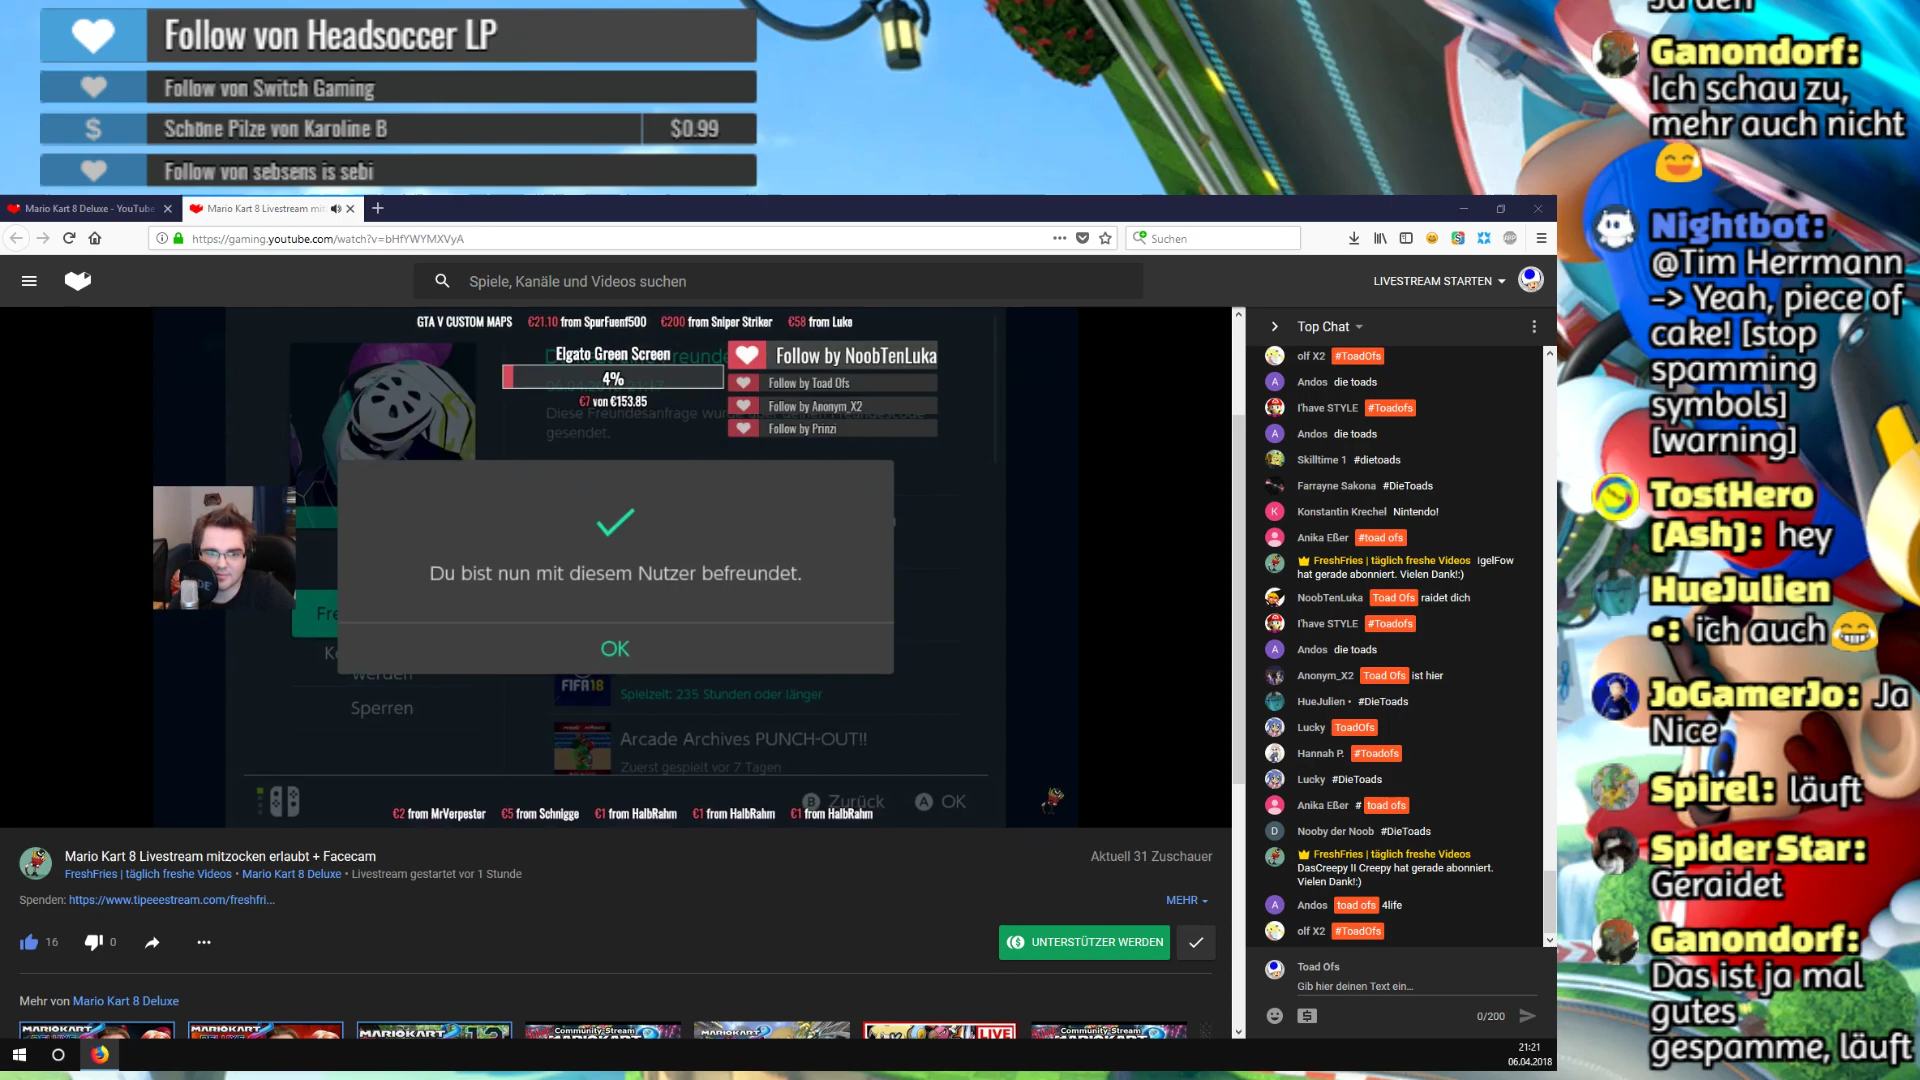 Follow von Headsoccer LP
Follow von Switch Gaming
$
Schöne Pilze von Karoline B
$0.99
Follow von sebsens is sebi
Mario Kart 8 Deluxe - YouTube
Mario Kart 8 Livestream mit
https://gaming.youtube.com/watch?v=bHfYWYMXVyA
Suchen
Spiele, Kanäle und Videos suchen
LIVESTREAM STARTEN
GTA V CUSTOM MAPS
€21.10 from SpurFuenf500
€200 from Sniper Striker
€58 from Luke
Elgato Green Screen
4%
€7 von €153.85
Follow by NoobTenLuka
Follow by Toad Ofs
Follow by Anonym_X2
Follow by Prinzi
Diese Freundesanfrage
gesendet.
Du bist nun mit diesem Nutzer befreundet.
OK
Fre
werden
Sperren
FIFA 18
Spielzeit: 235 Stunden oder länger
Arcade Archives PUNCH-OUT!!
Zuerst gespielt vor 7 Tagen
B Zurück
A OK
€2 from MrVerpester
€5 from Schnigge
€1 from HalbRahm
€1 from HalbRahm
€1 from HalbRahm
Mario Kart 8 Livestream mitzocken erlaubt + Facecam
Aktuell 31 Zuschauer
FreshFries | täglich freshe Videos • Mario Kart 8 Deluxe • Livestream gestartet vor 1 Stunde
Spenden: https://www.tipeeestream.com/freshfri...
MEHR
16
0
UNTERSTÜTZER WERDEN
Mehr von Mario Kart 8 Deluxe
Community-Stream
LIVE
Community-Stream
Top Chat
olf X2 #ToadOfs
A Andos die toads
I'have STYLE #Toadofs
A Andos die toads
Skilltime 1 #dietoads
Farrayne Sakona #DieToads
K Konstantin Krechel Nintendo!
Anika Eßer #toad ofs
FreshFries | täglich freshe Videos IgelFow
hat gerade abonniert. Vielen Dank!:)
NoobTenLuka Toad Ofs raidet dich
I'have STYLE #Toadofs
A Andos die toads
Anonym_X2 Toad Ofs ist hier
HueJulien • #DieToads
Lucky ToadOfs
Hannah P. #Toadofs
Lucky #DieToads
Anika Eßer # toad ofs
D Nooby der Noob #DieToads
FreshFries | täglich freshe Videos
DasCreepy II Creepy hat gerade abonniert.
Vielen Dank!:)
A Andos toad ofs 4life
olf X2 #ToadOfs
Toad Ofs
Gib hier deinen Text ein...
0/200
21:21
06.04.2018
Ja den
Ganondorf:
Ich schau zu,
mehr auch nicht
😅
Nightbot:
@Tim Herrmann
-> Yeah, piece of
cake! [stop
spamming
symbols]
[warning]
TostHero
(Ash): hey
HueJulien
•: ich auch 😂
JoGamerJo: Ja
Nice
Spirel: läuft
Spider Star:
Geraidet
Ganondorf:
Das ist ja mal
gutes
gespamme, läuft